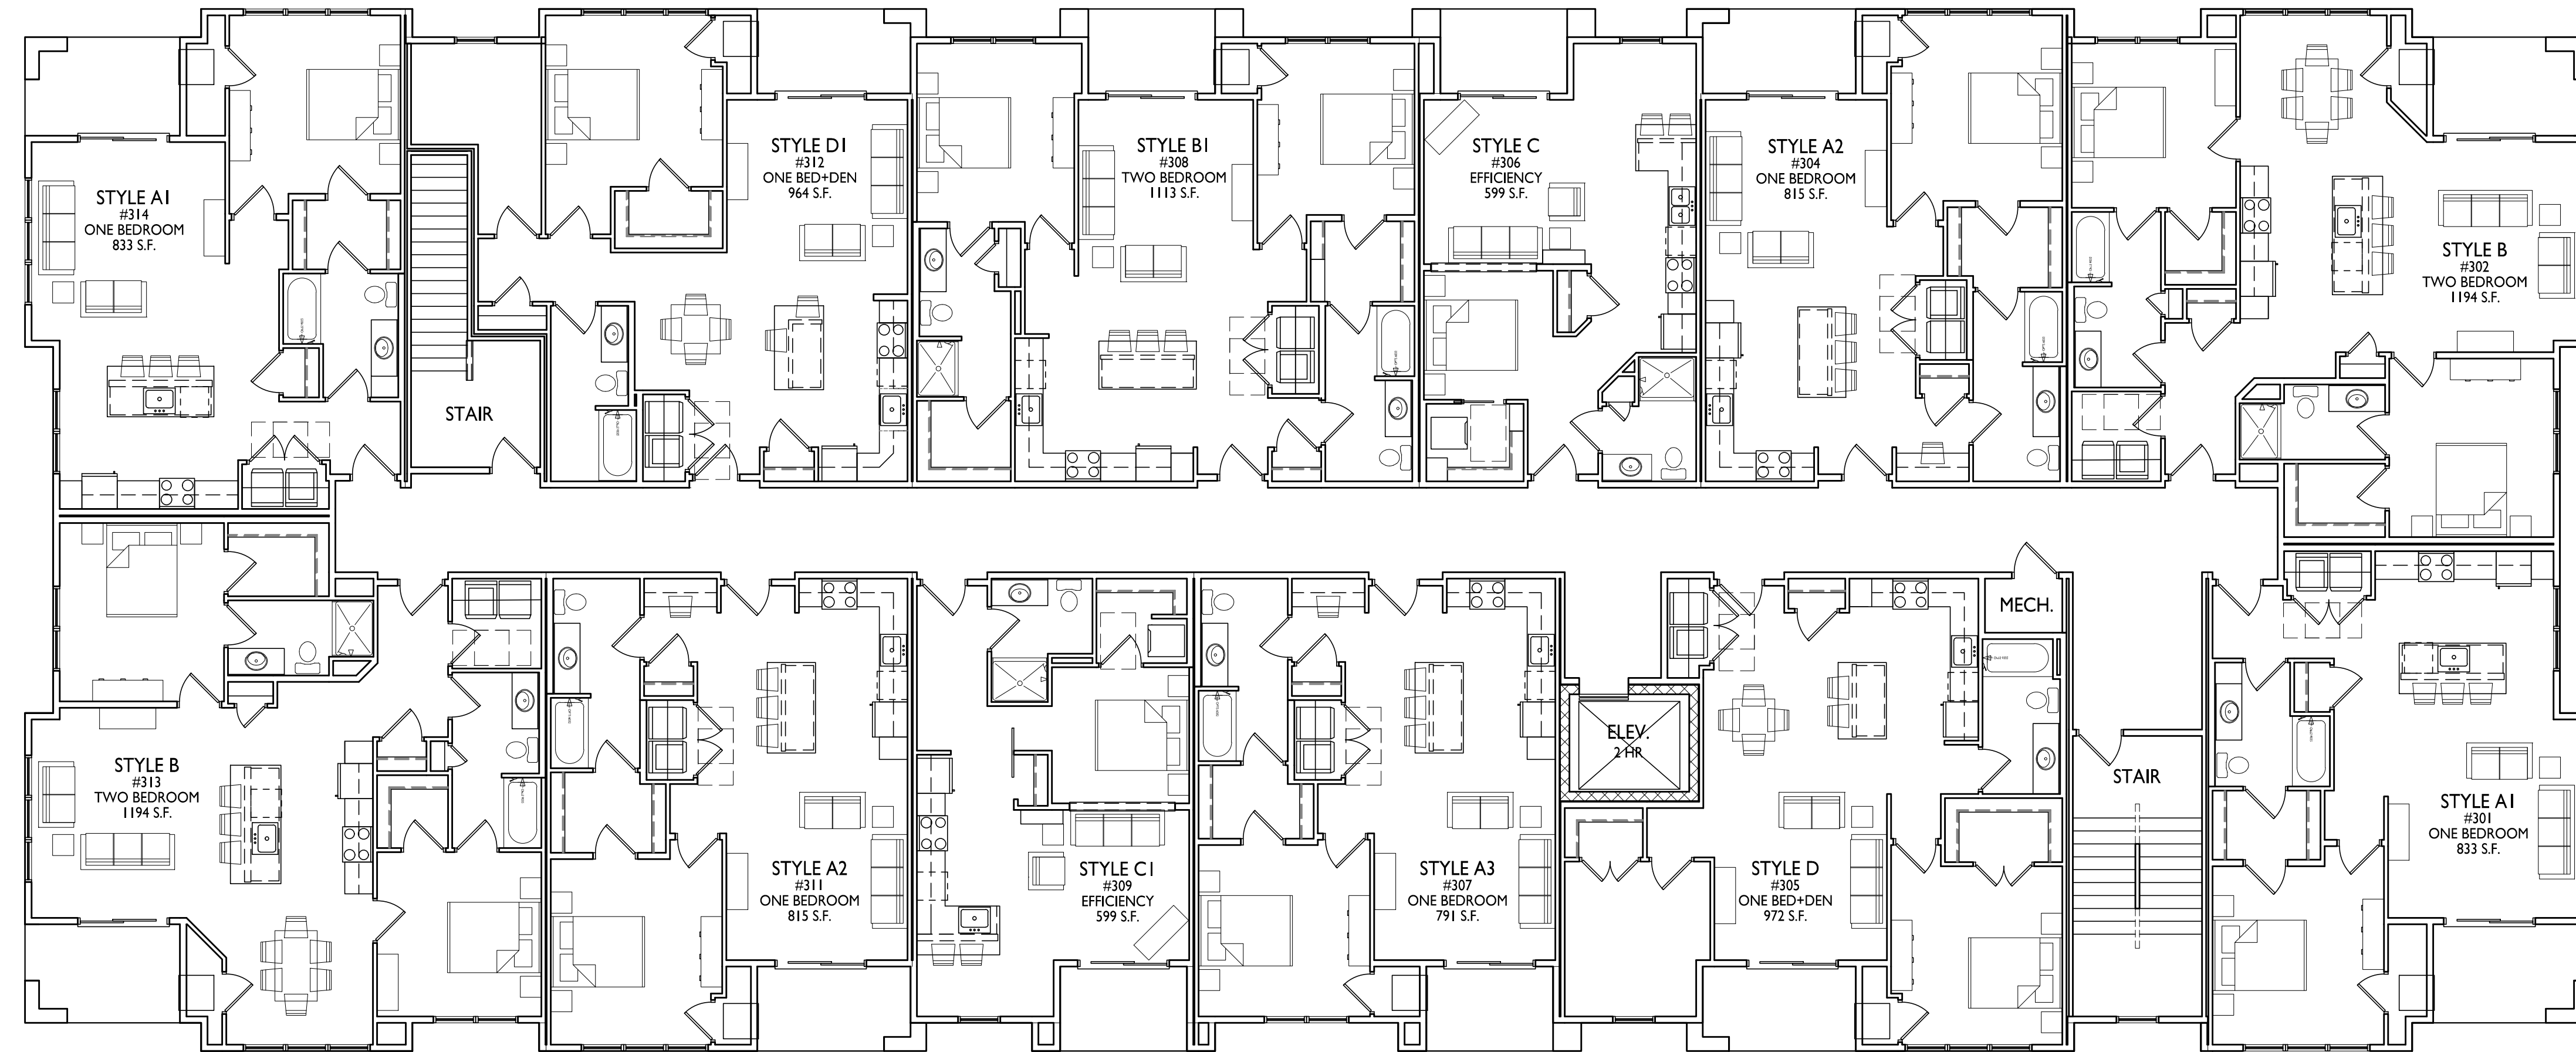 STYLE A1
#314
ONE BEDROOM
833 S.F.
STAIR
STYLE D1
#312
ONE BED+DEN
964 S.F.
STYLE B1
#308
TWO BEDROOM
1113 S.F.
STYLE C
#306
EFFICIENCY
599 S.F.
STYLE A2
#304
ONE BEDROOM
815 S.F.
STYLE B
#302
TWO BEDROOM
1194 S.F.
STYLE B
#313
TWO BEDROOM
1194 S.F.
STYLE A2
#311
ONE BEDROOM
815 S.F.
STYLE C1
#309
EFFICIENCY
599 S.F.
STYLE A3
#307
ONE BEDROOM
791 S.F.
ELEV.
2 HR
STYLE D
#305
ONE BED+DEN
972 S.F.
MECH.
STAIR
STYLE A1
#301
ONE BEDROOM
833 S.F.